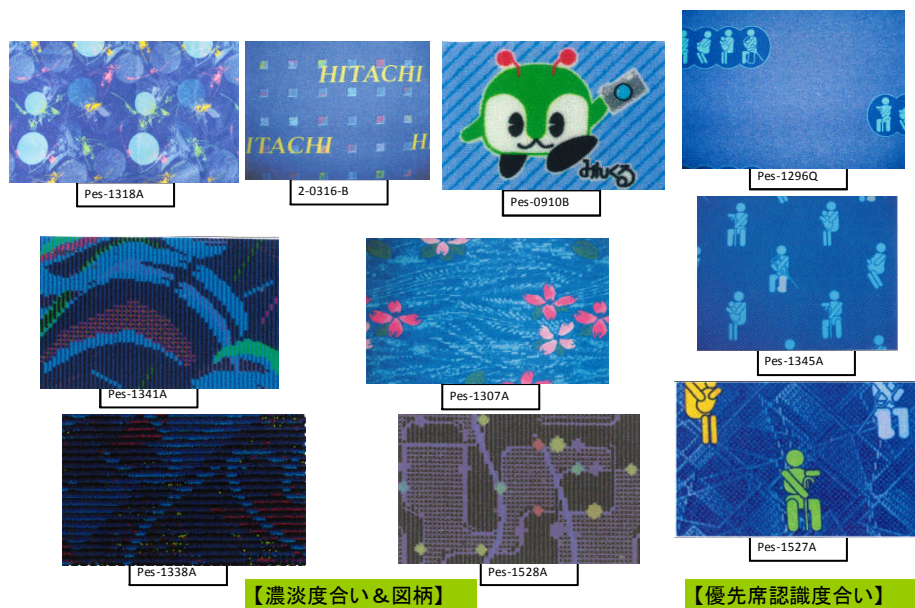 HITACHI
HITACHI
H
みわくる
Pes-1318A
2-0316-B
Pes-0910B
Pes-1296Q
Pes-1341A
Pes-1307A
Pes-1345A
Pes-1338A
Pes-1528A
Pes-1527A
【濃淡度合い&図柄】
【優先席認識度合い】